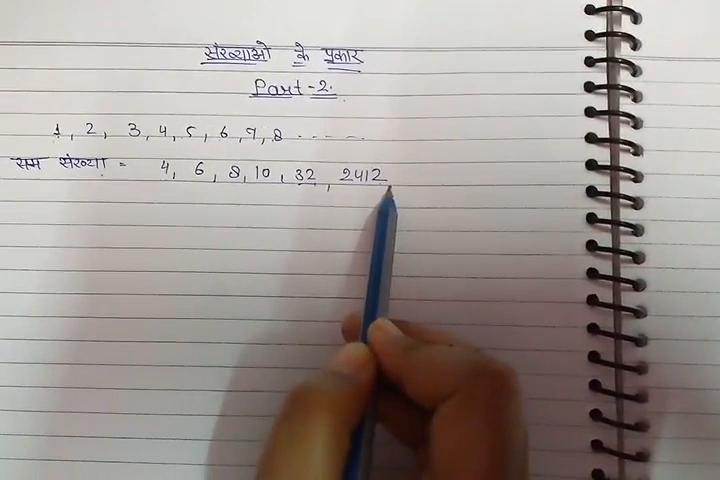 संख्याओ के प्रकार
Part-2.
1, 2, 3, 4, 5, 6, 7, 8 - - - - -
सम संख्या = 4, 6, 8, 10, 32, 2412